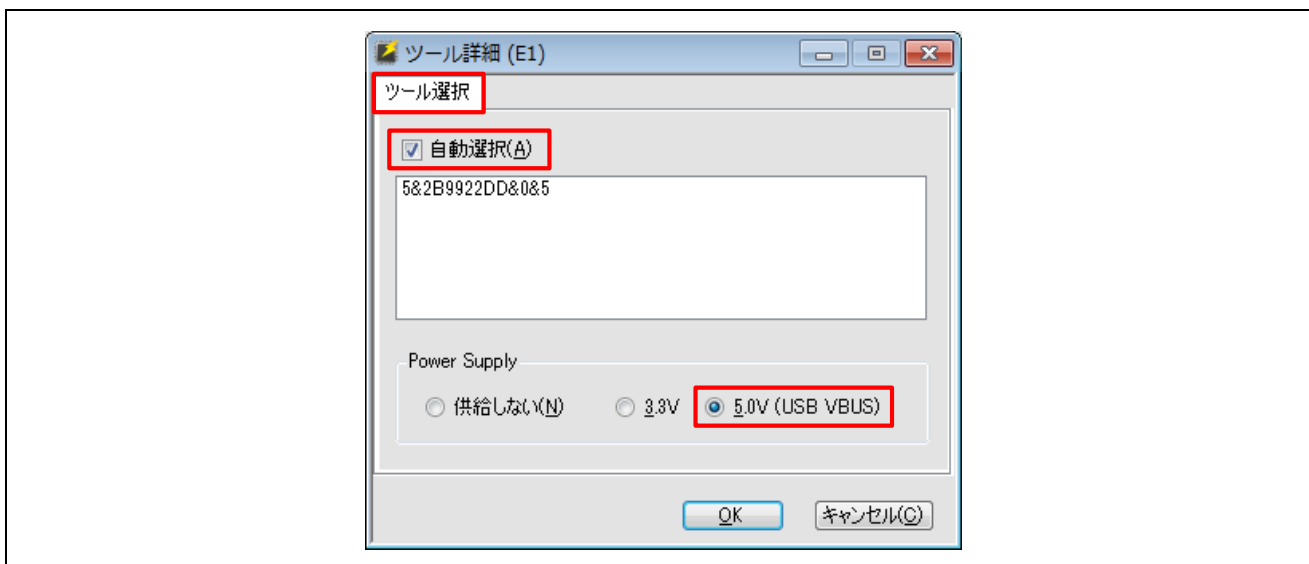 ツール詳細 (E1)
ツール選択
自動選択(A)
5&2B9922DD&0&5
Power Supply
供給しない(N) 3.3V 5.0V (USB VBUS)
OK キャンセル(C)